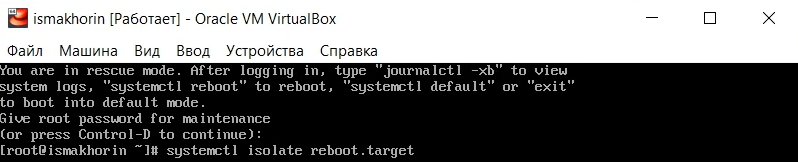 ismakhorin [Работает] - Oracle VM VirtualBox
Файл Машина Вид Ввод Устройства Справка
You are in rescue mode. After logging in, type "journalctl -xb" to view
system logs, "systemctl reboot" to reboot, "systemctl default" or "exit"
to boot into default mode.
Give root password for maintenance
(or press Control-D to continue):
[root@ismakhorin ~]# systemctl isolate reboot.target